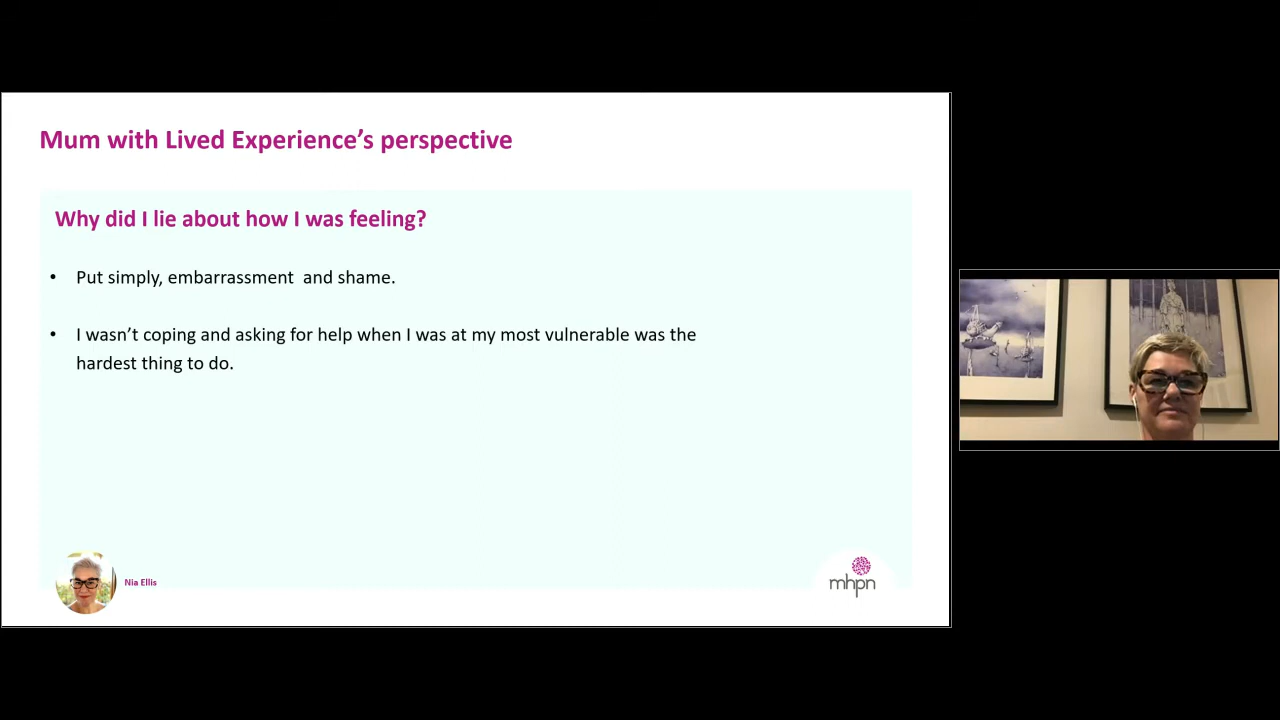 Mum with Lived Experience’s perspective
Why did I lie about how I was feeling?
• Put simply, embarrassment  and shame.
• I wasn’t coping and asking for help when I was at my most vulnerable was the
hardest thing to do.
Nia Ellis
mhpn